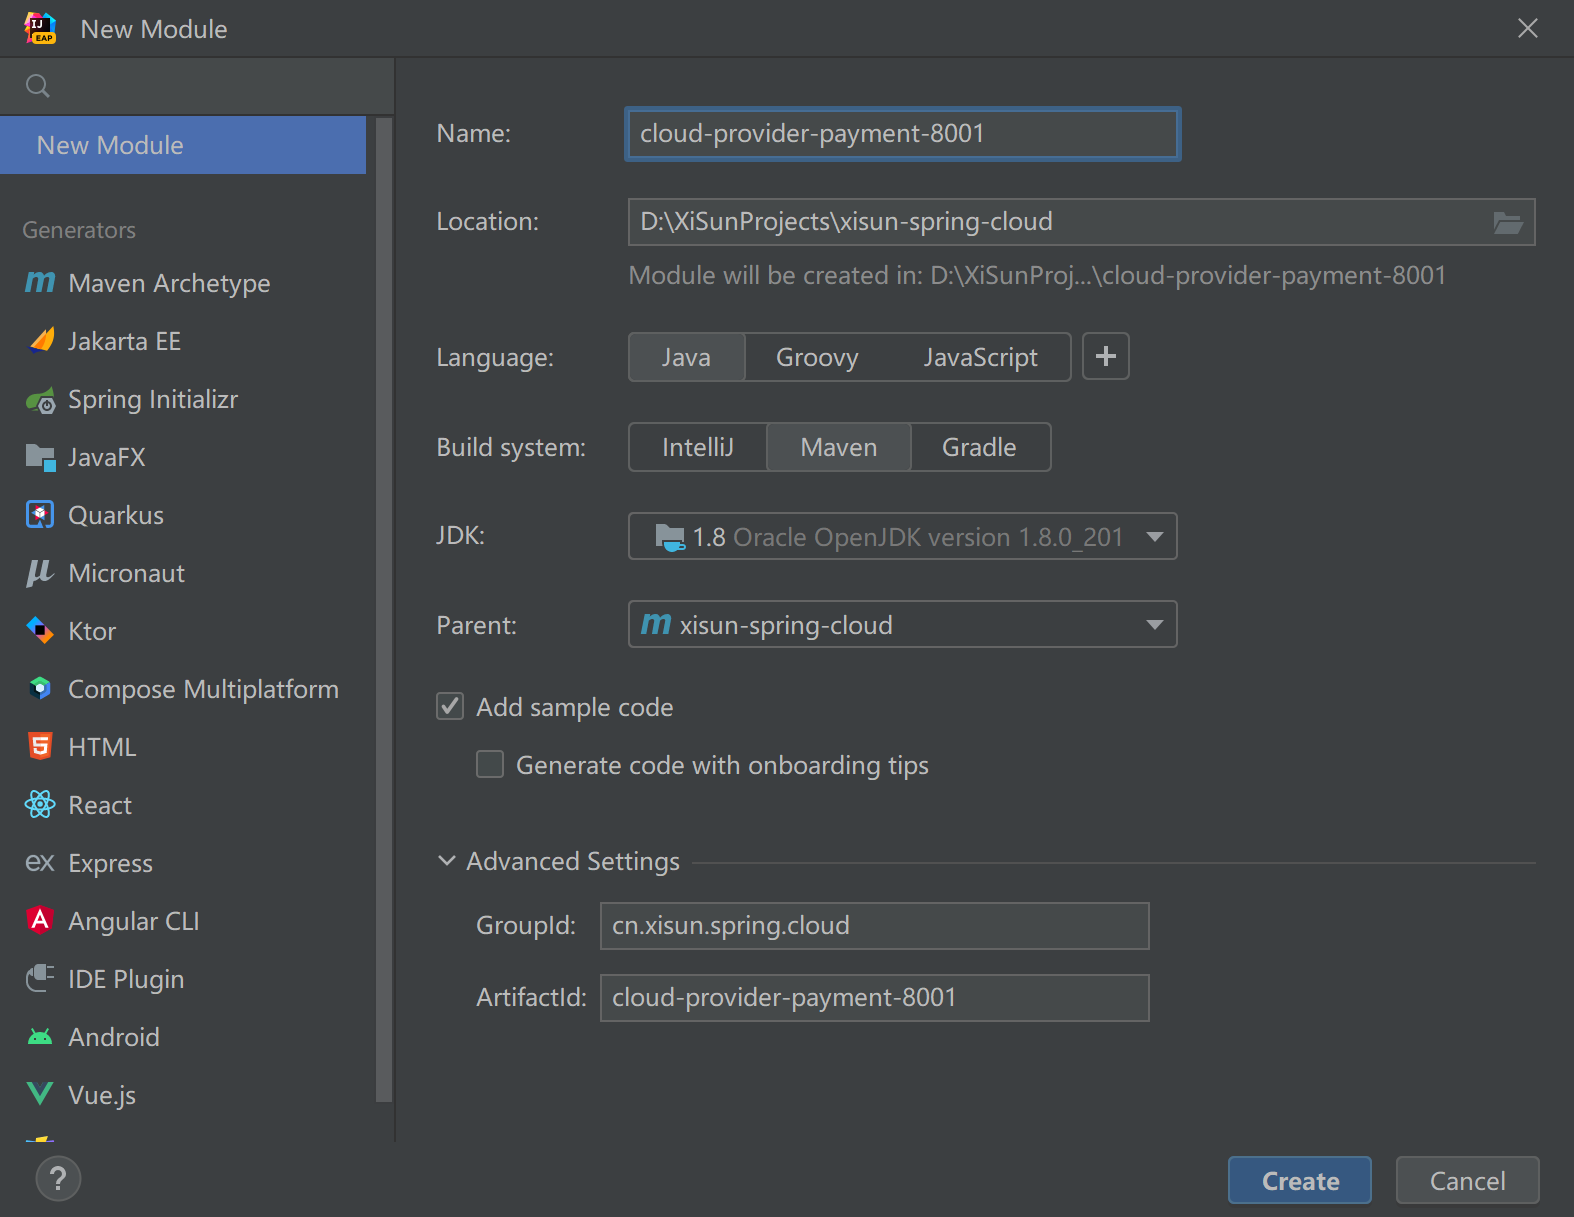 New Module
New Module
Generators
Maven Archetype
Jakarta EE
Spring Initializr
JavaFX
Quarkus
Micronaut
Ktor
Compose Multiplatform
HTML
React
Express
Angular CLI
IDE Plugin
Android
Vue.js
Name: cloud-provider-payment-8001
Location: D:\XiSunProjects\xisun-spring-cloud
Module will be created in: D:\XiSunProj...\cloud-provider-payment-8001
Language: Java Groovy JavaScript +
Build system: IntelliJ Maven Gradle
JDK: 1.8 Oracle OpenJDK version 1.8.0_201
Parent: m xisun-spring-cloud
Add sample code
Generate code with onboarding tips
Advanced Settings
GroupId: cn.xisun.spring.cloud
ArtifactId: cloud-provider-payment-8001
? Create Cancel